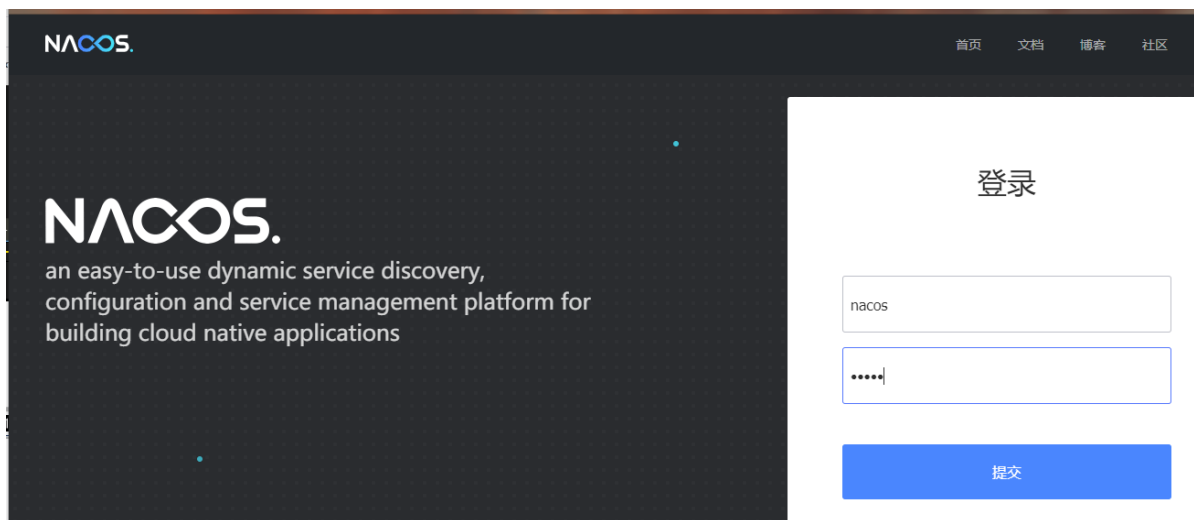 NACOS.
首页 文档 博客 社区
登录
NACOS.
an easy-to-use dynamic service discovery,
configuration and service management platform for
building cloud native applications
nacos
•••••
提交